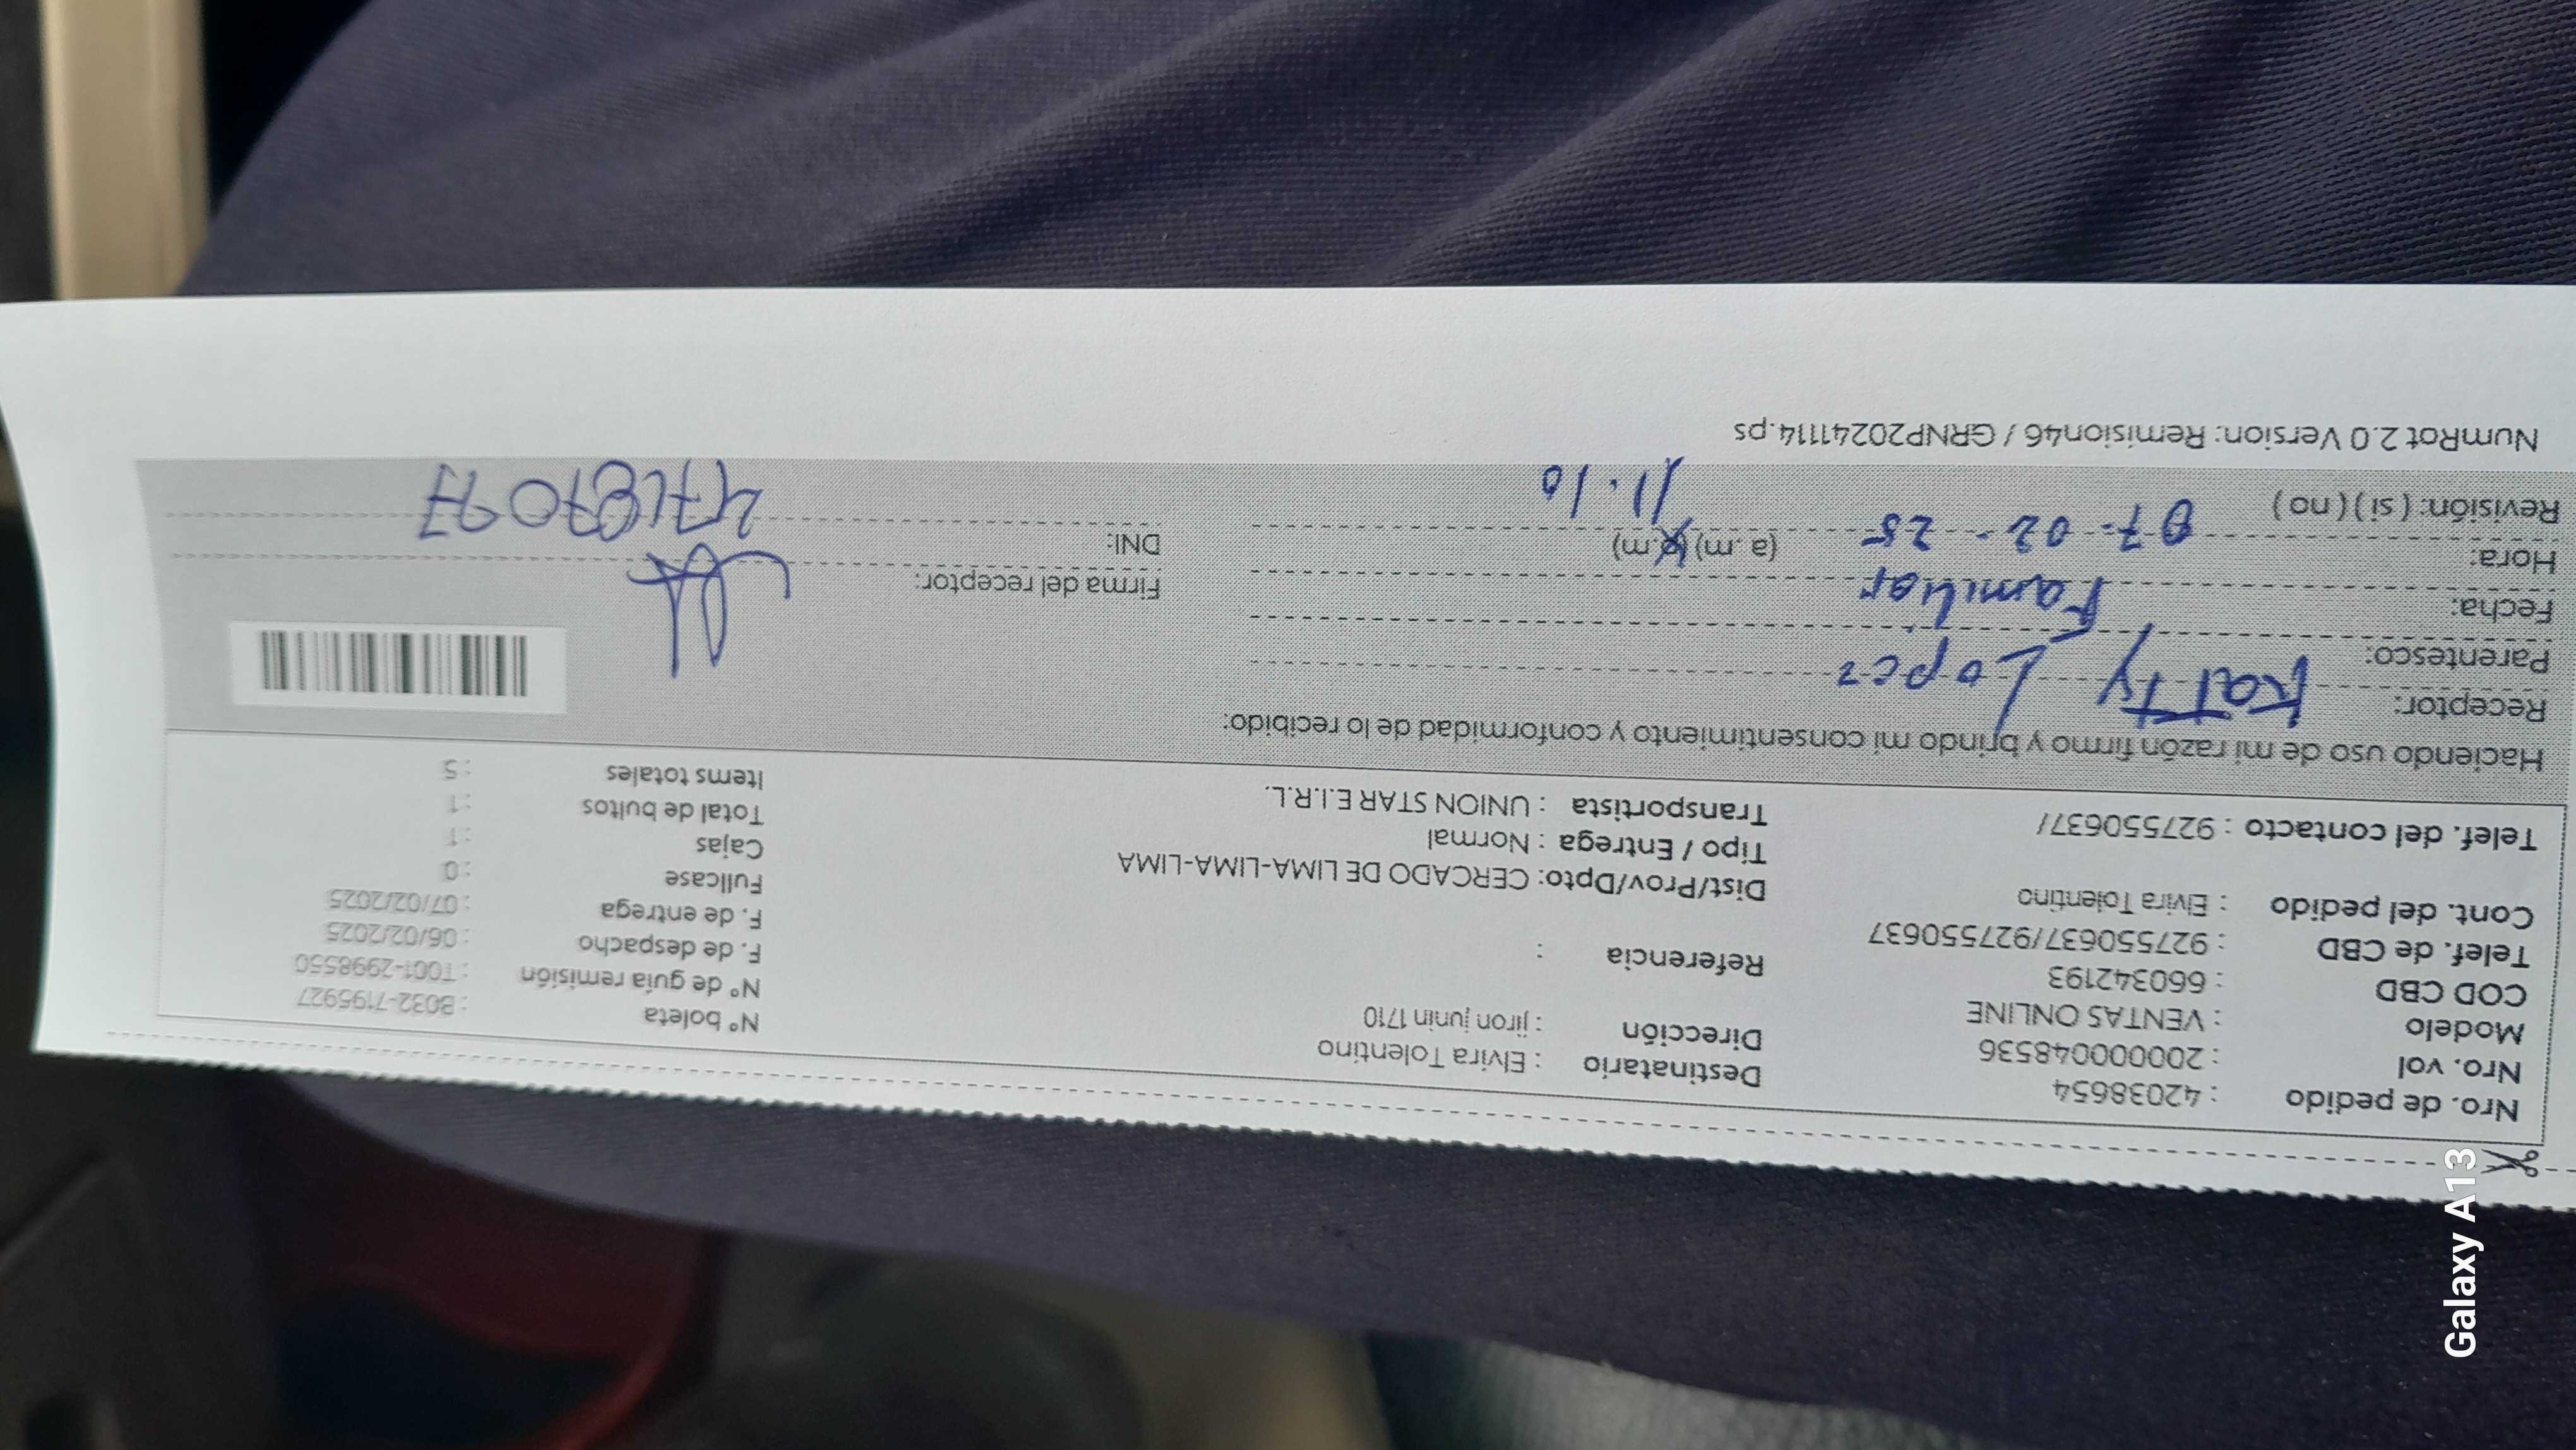 Nro. de pedido : 42038654
Nro. vol : 20000048536
Modelo : VENTAS ONLINE
COD CBD : 660342193
Telef. de CBD : 927550637/927550637
Cont. del pedido : Elvira Tolentino
Telef. del contacto : 927550637/
Destinatario : Elvira Tolentino
Dirección : jiron junin 1710
Referencia :
Dist/Prov/Dpto: CERCADO DE LIMA-LIMA-LIMA
Tipo / Entrega : Normal
Transportista : UNION STAR E.I.R.L.
N° boleta : B032-7195927
N° de guía remisión : T001-2998550
F. de despacho : 06/02/2025
F. de entrega : 07/02/2025
Fullcase : 0
Cajas : 1
Total de bultos : 1
Items totales : 5
Haciendo uso de mi razón firmo y brindo mi consentimiento y conformidad de lo recibido:
Receptor: Katty Lopez
Parentesco: Familiar
Fecha: 07-02-25
Hora: (a.m) (p.m) 11.10
Revisión: ( si ) ( no )
Firma del receptor:
DNI:
NumRot 2.0 Version: Remision46 / GRNP20241114.ps
Galaxy A13